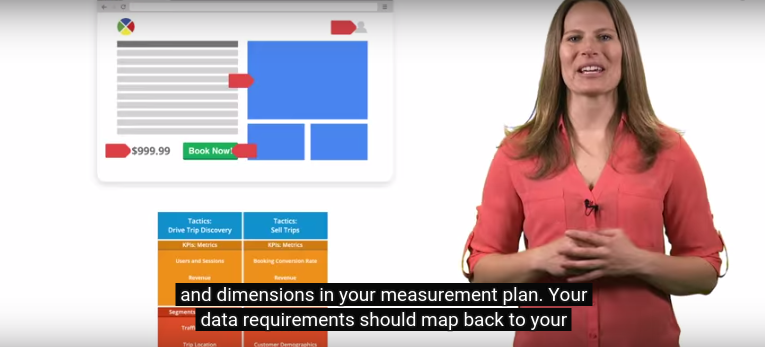 $999.99
Book Now!
Tactics:
Drive Trip Discovery
Tactics:
Sell Trips
KPIs: Metrics
KPIs: Metrics
Users and Sessions
Booking Conversion Rate
Revenue
Revenue
and dimensions in your measurement plan. Your
data requirements should map back to your
Segments
Trip Location
Customer Demographics